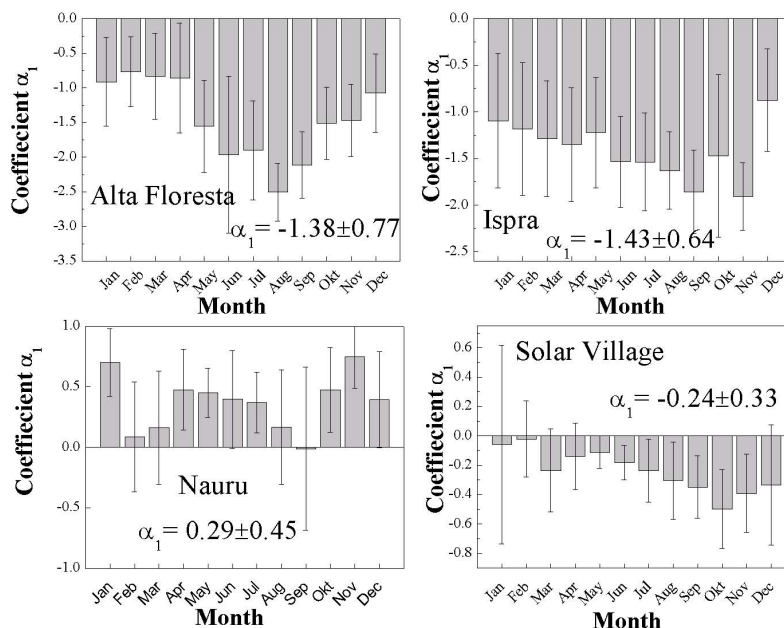 0.0
-0.5
-1.0
-1.5
-2.0
-2.5
-3.0
-3.5
Coeffiecient α1
Alta Floresta
α1= -1.38±0.77
Jan Feb Mar Apr May Jun Jul Aug Sep Okt Nov Dec
Month
0.0
-0.5
-1.0
-1.5
-2.0
-2.5
Coeffiecient α1
Ispra
α1= -1.43±0.64
Jan Feb Mar Apr May Jun Jul Aug Sep Okt Nov Dec
Month
1.0
0.5
0.0
-0.5
-1.0
Coeffiecient α1
Nauru
α1= 0.29±0.45
Jan Feb Mar Apr May Jun Jul Aug Sep Okt Nov Dec
Month
0.6
0.4
0.2
0.0
-0.2
-0.4
-0.6
-0.8
Coeffiecient α1
Solar Village
α1= -0.24±0.33
Jan Feb Mar Apr May Jun Jul Aug Sep Okt Nov Dec
Month